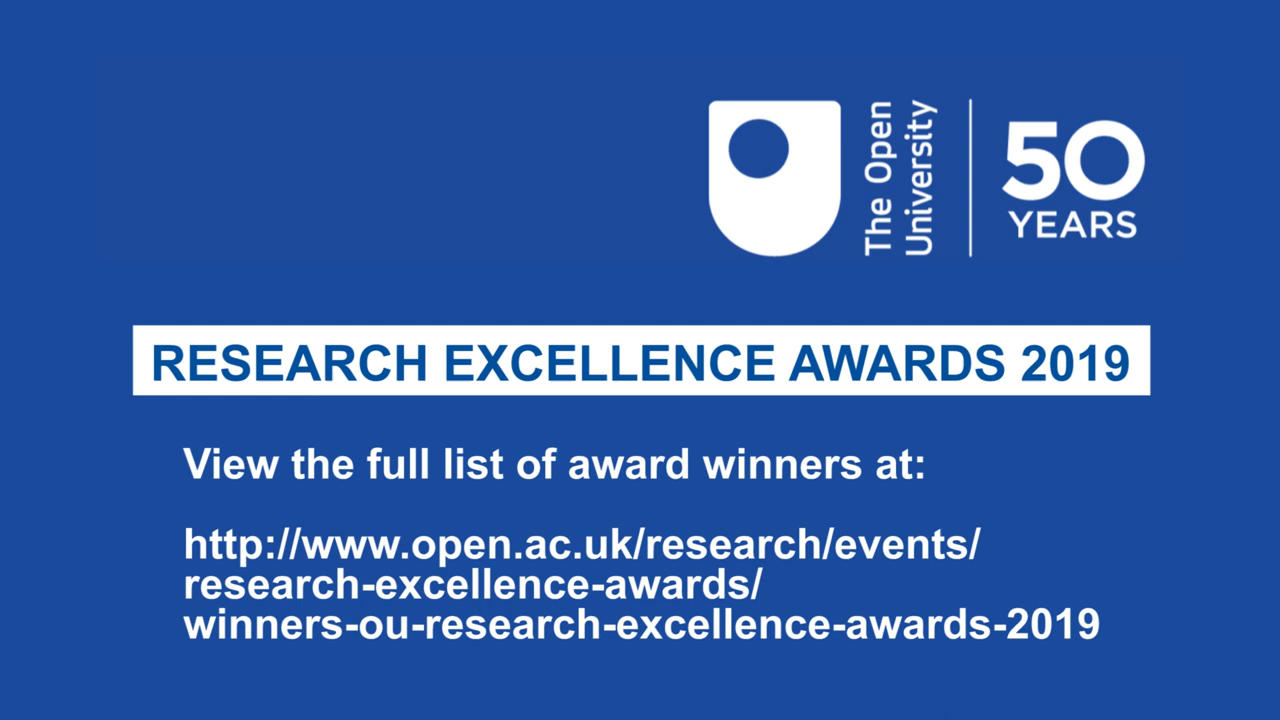 The Open
University
50
YEARS
RESEARCH EXCELLENCE AWARDS 2019
View the full list of award winners at:
http://www.open.ac.uk/research/events/
research-excellence-awards/
winners-ou-research-excellence-awards-2019